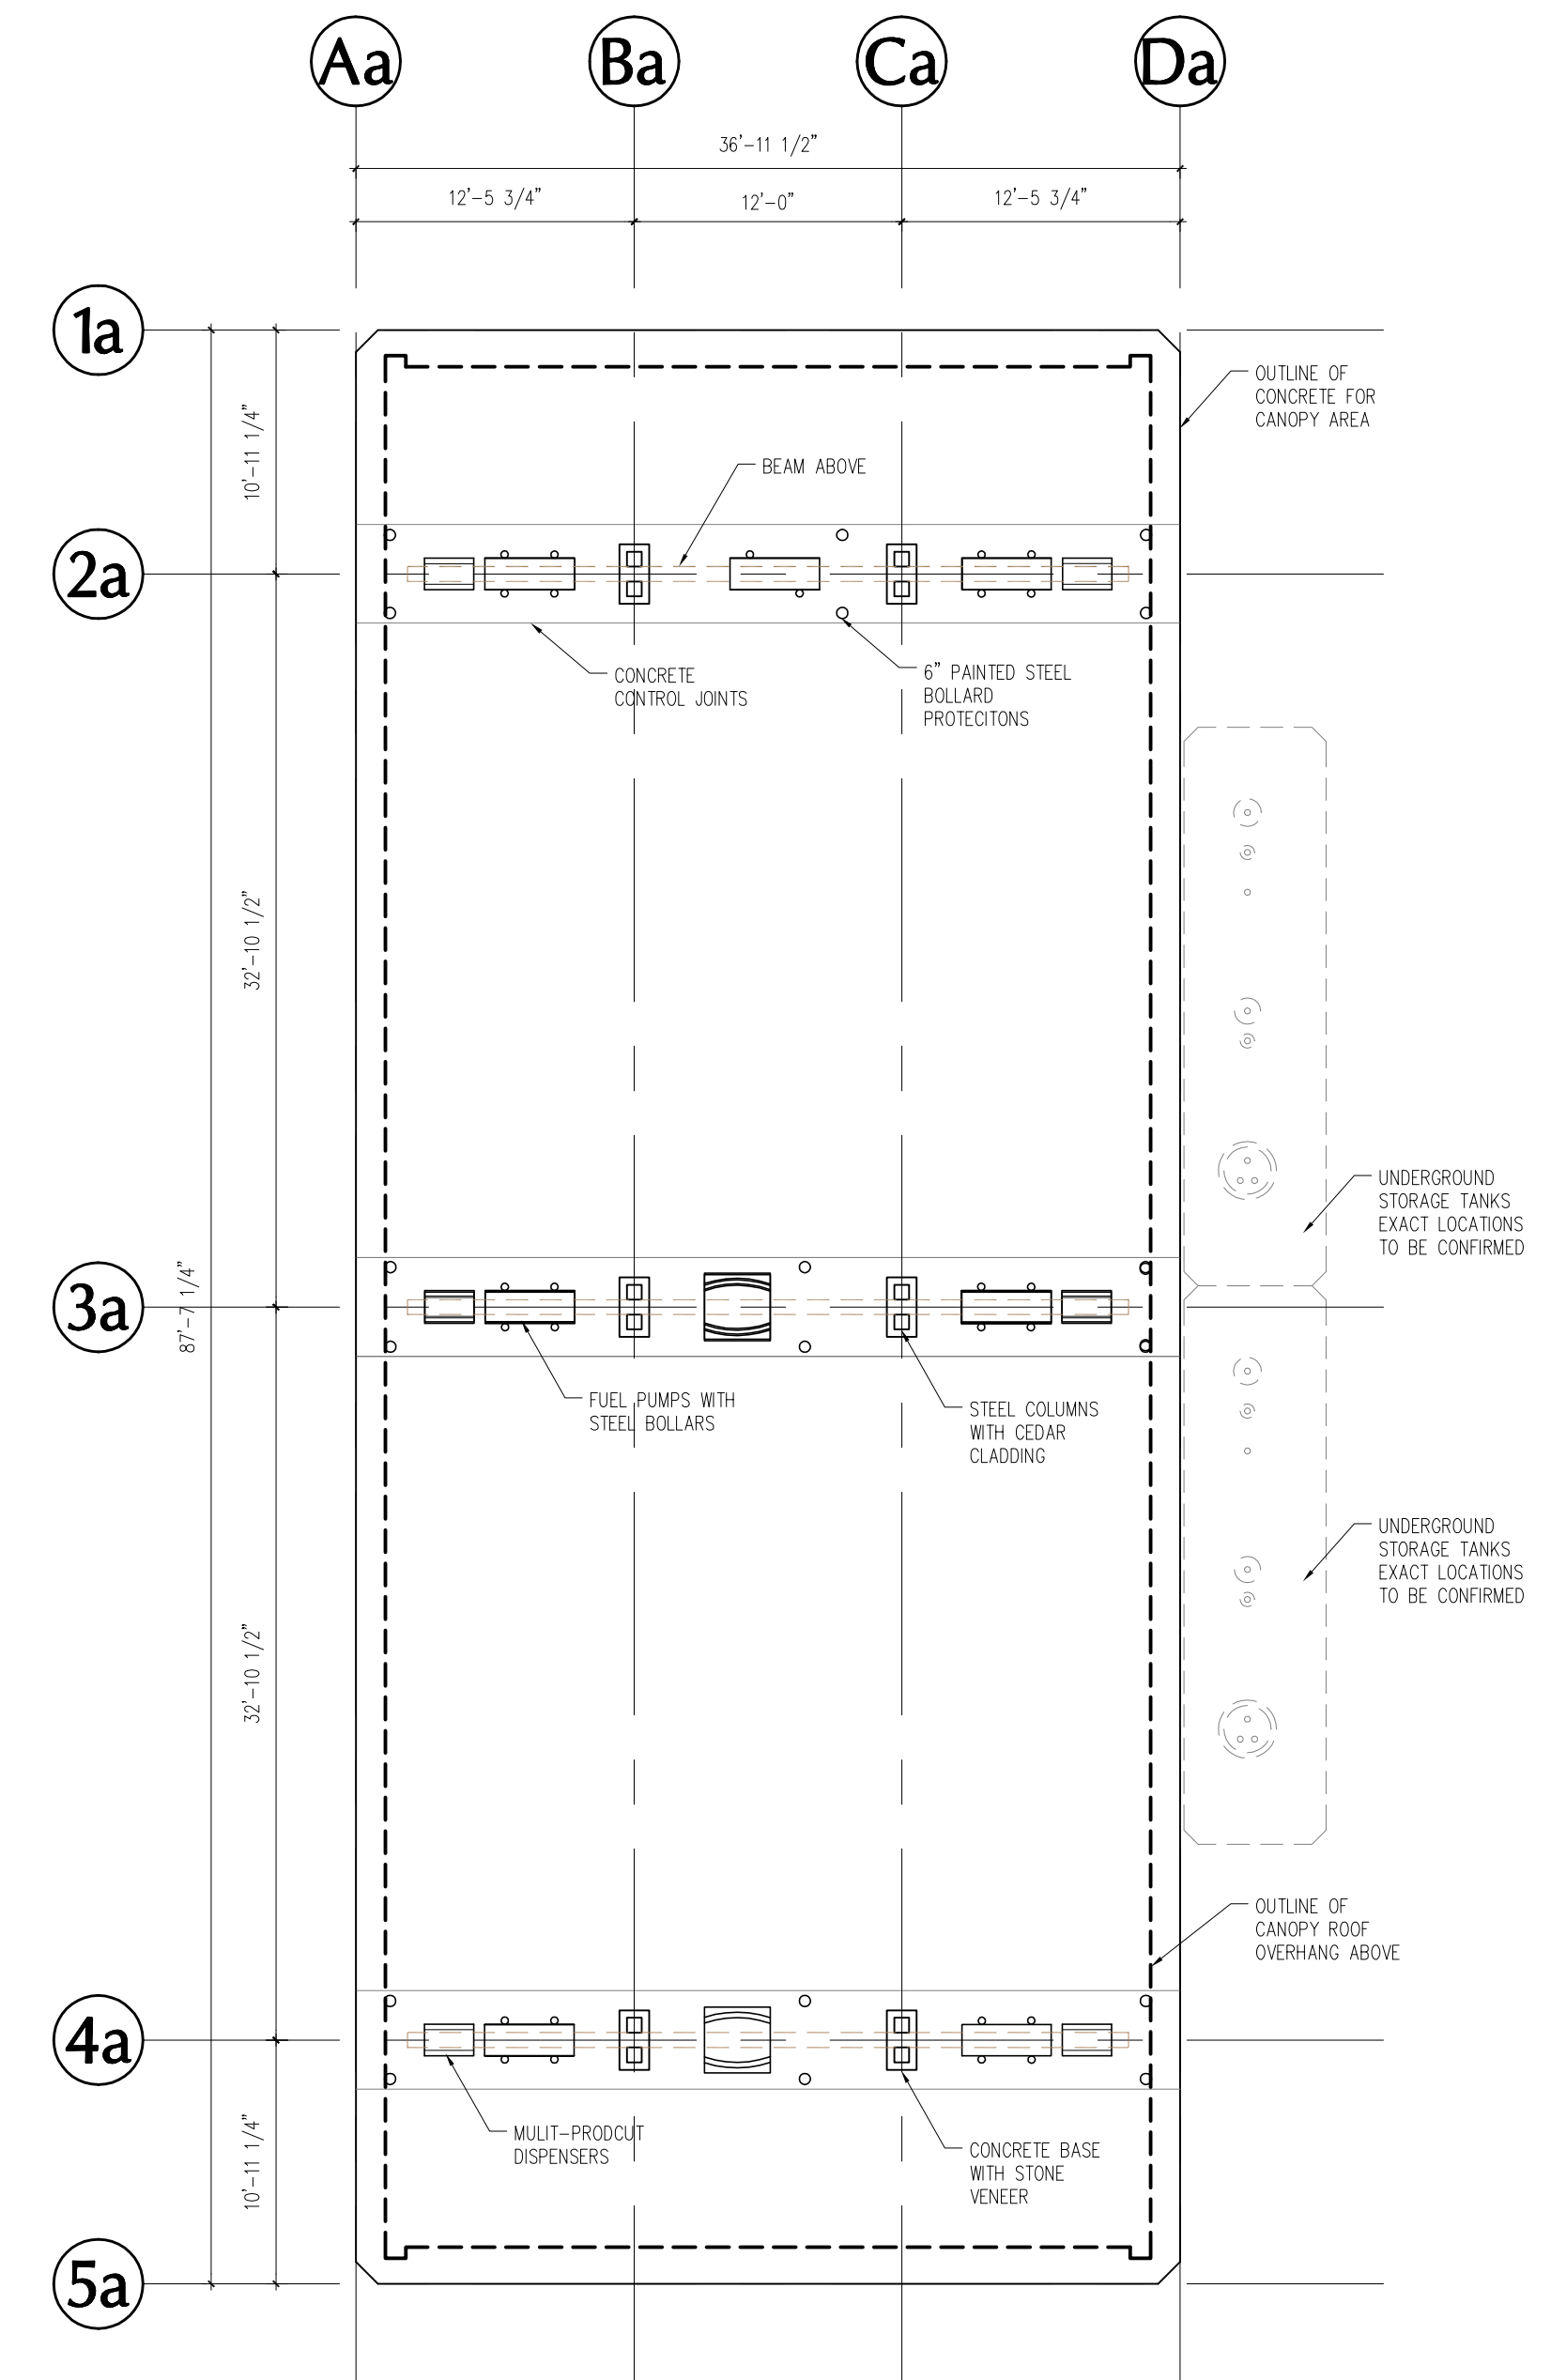 Aa Ba Ca Da
36'-11 1/2"
12'-5 3/4" 12'-0" 12'-5 3/4"
1a
OUTLINE OF
CONCRETE FOR
CANOPY AREA
10'-11 1/4"
BEAM ABOVE
2a
CONCRETE
CONTROL JOINTS
6" PAINTED STEEL
BOLLARD
PROTECITONS
32'-10 1/2"
UNDERGROUND
STORAGE TANKS
EXACT LOCATIONS
TO BE CONFIRMED
3a
87'-7 1/4"
FUEL PUMPS WITH
STEEL BOLLARS
STEEL COLUMNS
WITH CEDAR
CLADDING
UNDERGROUND
STORAGE TANKS
EXACT LOCATIONS
TO BE CONFIRMED
32'-10 1/2"
OUTLINE OF
CANOPY ROOF
OVERHANG ABOVE
4a
MULIT-PRODCUT
DISPENSERS
CONCRETE BASE
WITH STONE
VENEER
10'-11 1/4"
5a